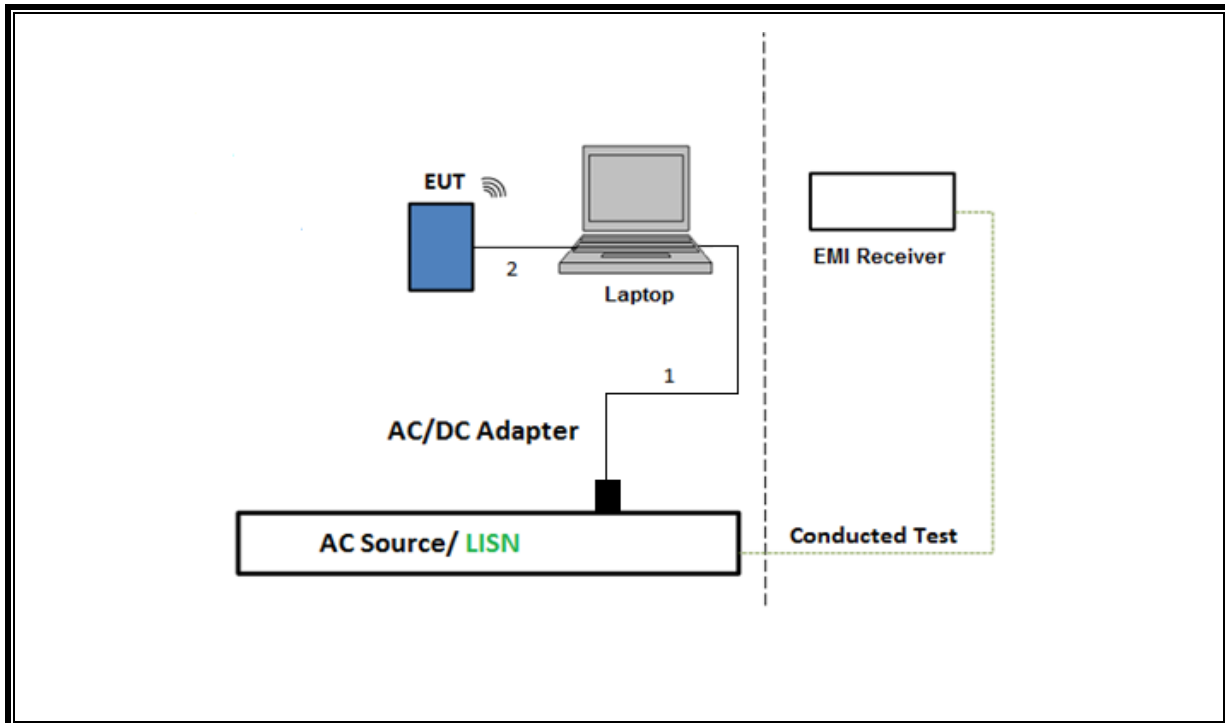 EUT
2
Laptop
EMI Receiver
1
AC/DC Adapter
AC Source/ LISN
Conducted Test